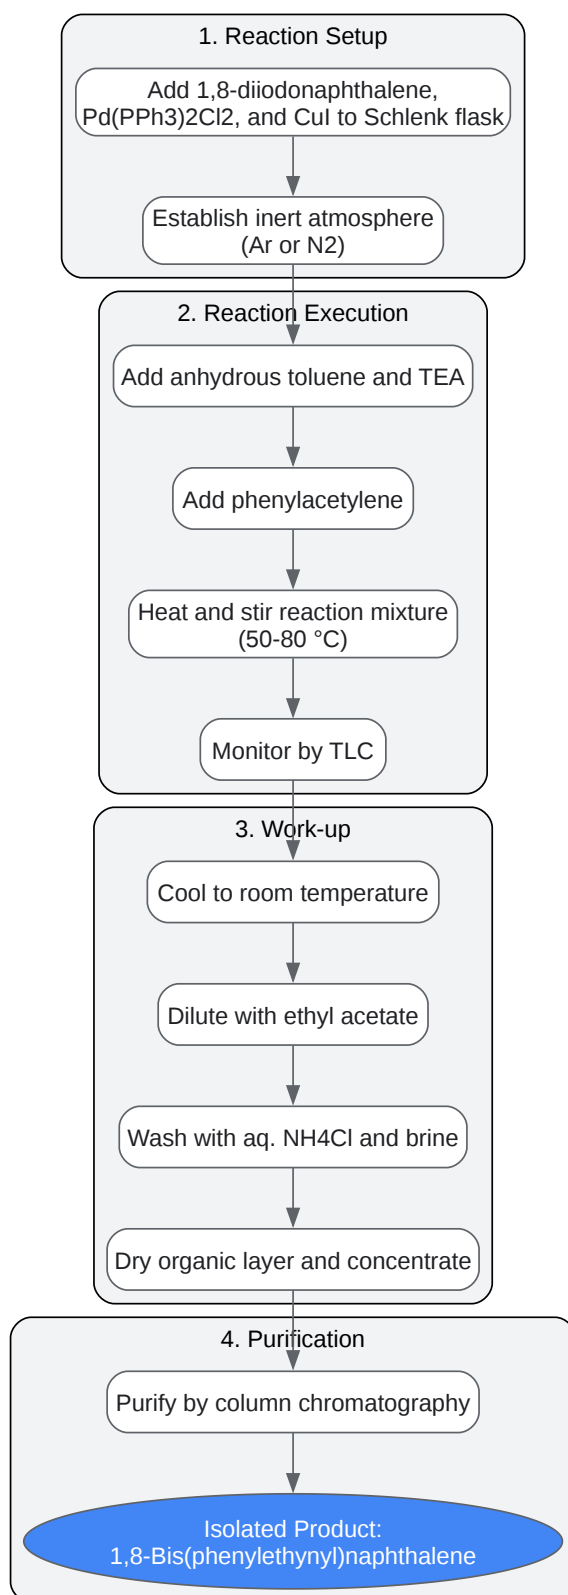 1. Reaction Setup
Add 1,8-diiodonaphthalene,
Pd(PPh3)2Cl2, and CuI to Schlenk flask
Establish inert atmosphere
(Ar or N2)
2. Reaction Execution
Add anhydrous toluene and TEA
Add phenylacetylene
Heat and stir reaction mixture
(50-80 °C)
Monitor by TLC
3. Work-up
Cool to room temperature
Dilute with ethyl acetate
Wash with aq. NH4Cl and brine
Dry organic layer and concentrate
4. Purification
Purify by column chromatography
Isolated Product:
1,8-Bis(phenylethynyl)naphthalene